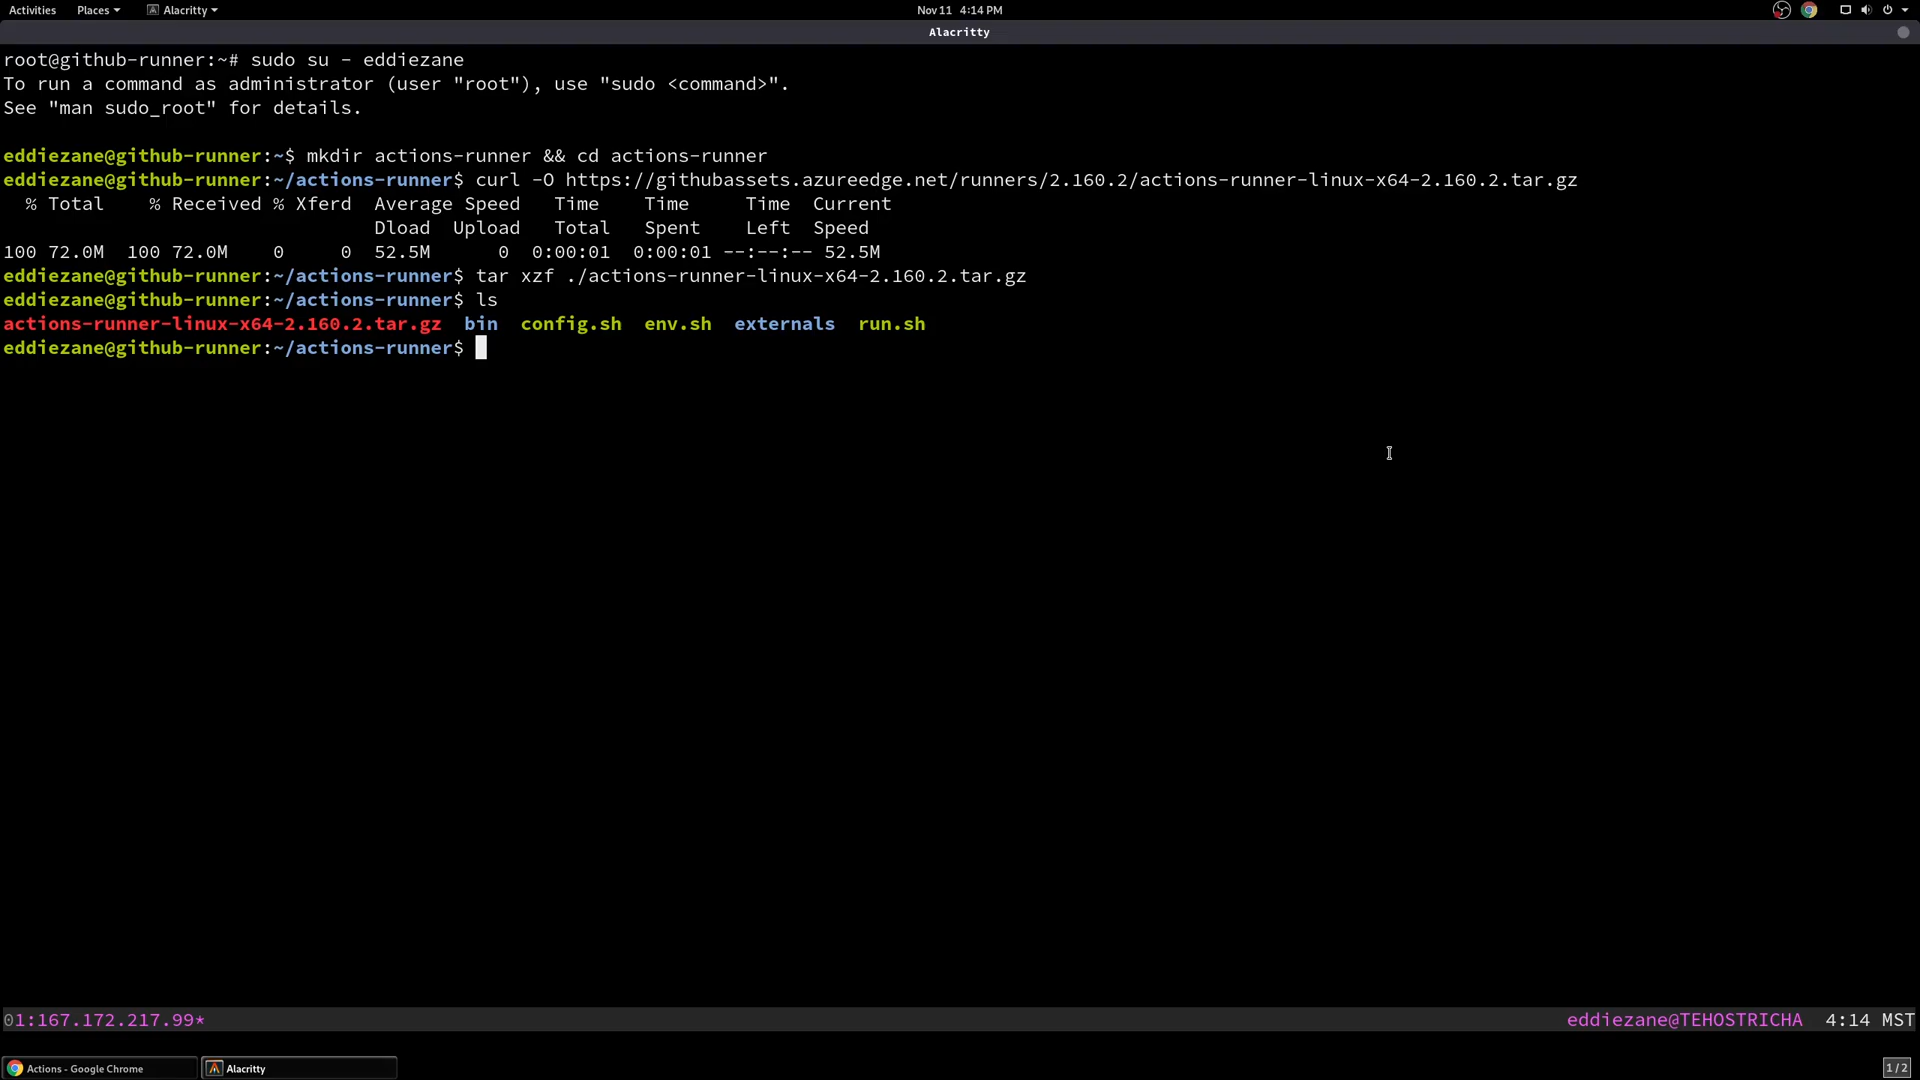 Activities Places Alacritty Nov 11 4:14 PM
Alacritty
root@github-runner:~# sudo su - eddiezane
To run a command as administrator (user "root"), use "sudo <command>".
See "man sudo_root" for details.
eddiezane@github-runner:~$ mkdir actions-runner && cd actions-runner
eddiezane@github-runner:~/actions-runner$ curl -O https://githubassets.azureedge.net/runners/2.160.2/actions-runner-linux-x64-2.160.2.tar.gz
% Total % Received % Xferd Average Speed Time Time Time Current
Dload Upload Total Spent Left Speed
100 72.0M 100 72.0M 0 0 52.5M 0 0:00:01 0:00:01 --:--:-- 52.5M
eddiezane@github-runner:~/actions-runner$ tar xzf ./actions-runner-linux-x64-2.160.2.tar.gz
eddiezane@github-runner:~/actions-runner$ ls
actions-runner-linux-x64-2.160.2.tar.gz bin config.sh env.sh externals run.sh
eddiezane@github-runner:~/actions-runner$
01:167.172.217.99* eddiezane@TEHOSTRICHA 4:14 MST
Actions - Google Chrome Alacritty 1/2